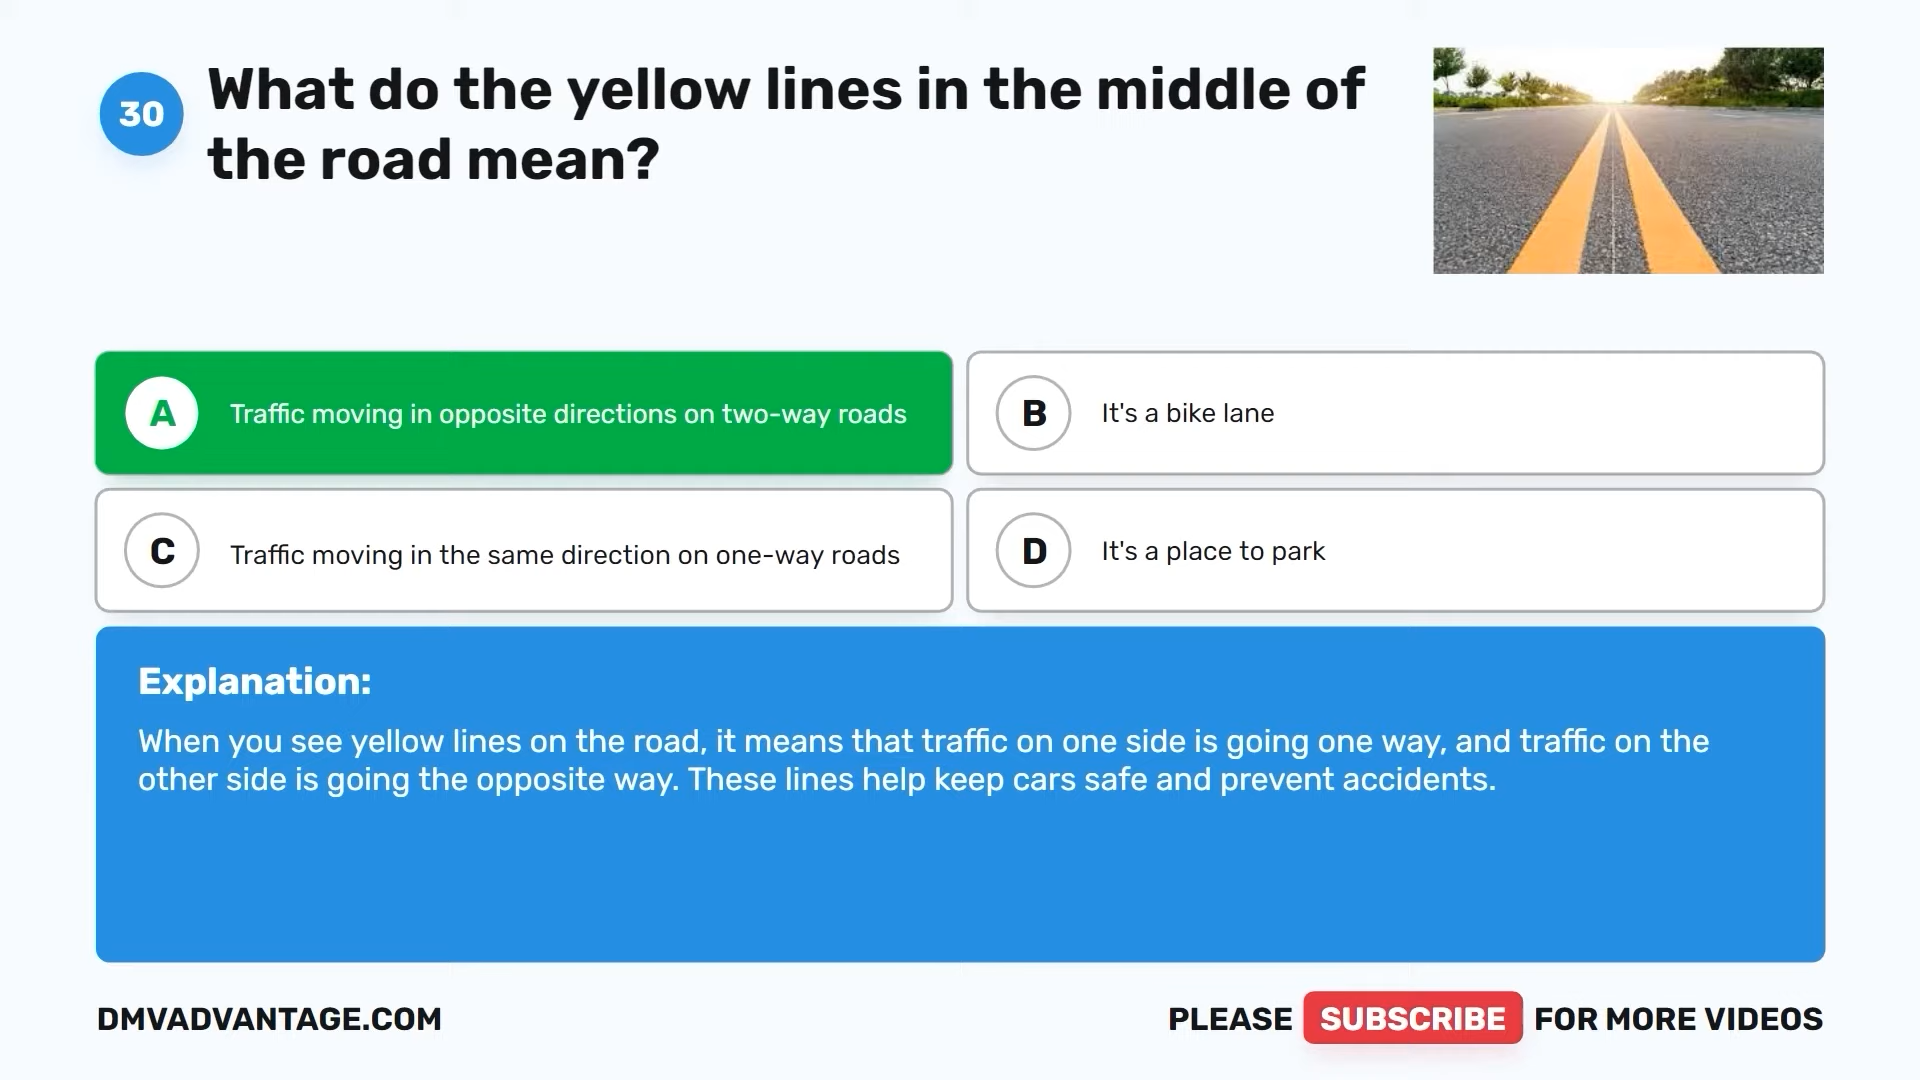 30
What do the yellow lines in the middle of
the road mean?
A Traffic moving in opposite directions on two-way roads
B It's a bike lane
C Traffic moving in the same direction on one-way roads
D It's a place to park
Explanation:
When you see yellow lines on the road, it means that traffic on one side is going one way, and traffic on the
other side is going the opposite way. These lines help keep cars safe and prevent accidents.
DMVADVANTAGE.COM
PLEASE SUBSCRIBE FOR MORE VIDEOS